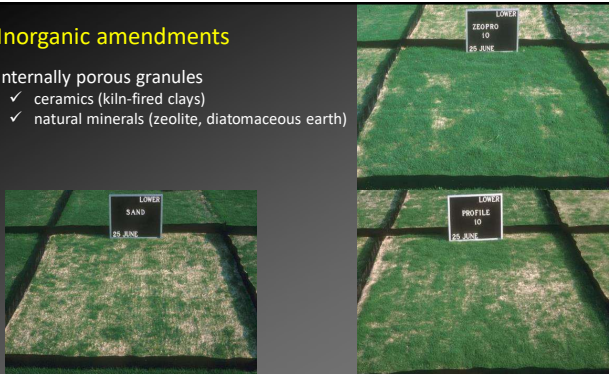 Inorganic amendments
nternally porous granules
✓ ceramics (kiln-fired clays)
✓ natural minerals (zeolite, diatomaceous earth)
LOWER
ZEOPRO
10
25 JUNE
LOWER
SAND
25 JUNE
LOWER
PROFILE
10
25 JUNE